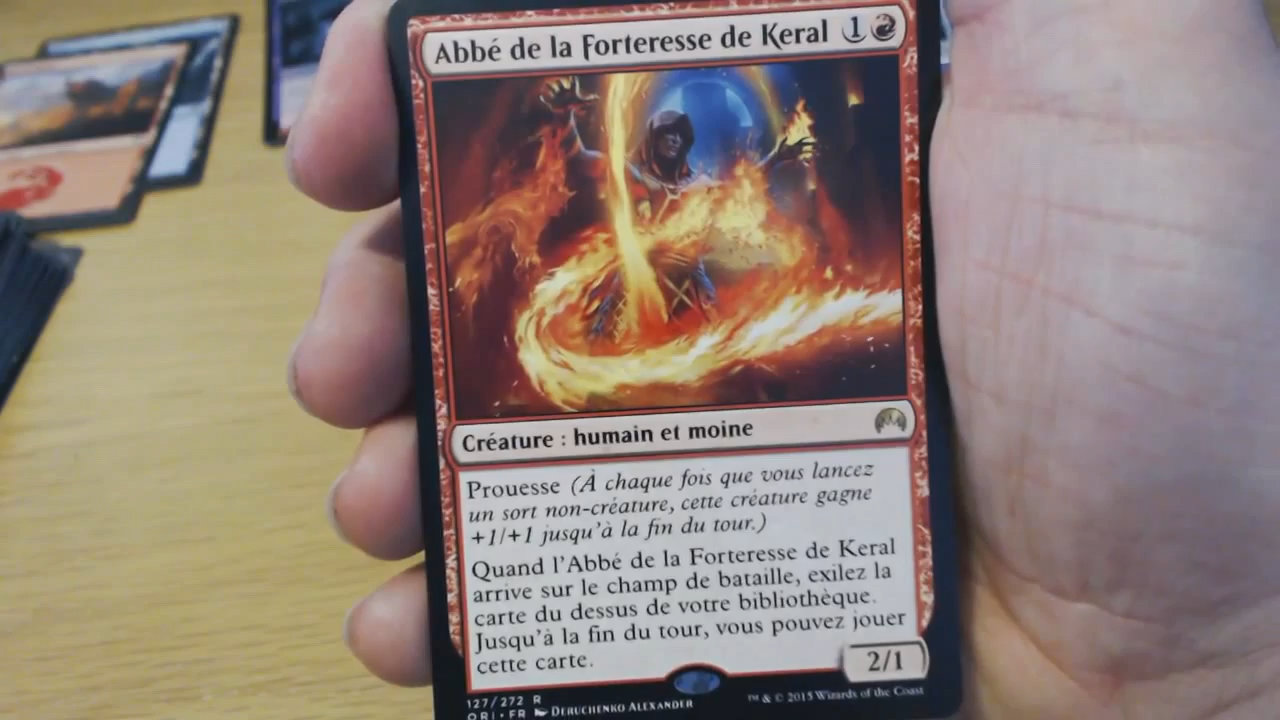 Abbé de la Forteresse de Keral 1
Créature : humain et moine
Prouesse (À chaque fois que vous lancez
un sort non-créature, cette créature gagne
+1/+1 jusqu'à la fin du tour.)
Quand l'Abbé de la Forteresse de Keral
arrive sur le champ de bataille, exilez la
carte du dessus de votre bibliothèque.
Jusqu'à la fin du tour, vous pouvez jouer
cette carte.
2/1
127/272 R
ORI • FR Deruchenko Alexander
™ & © 2015 Wizards of the Coast